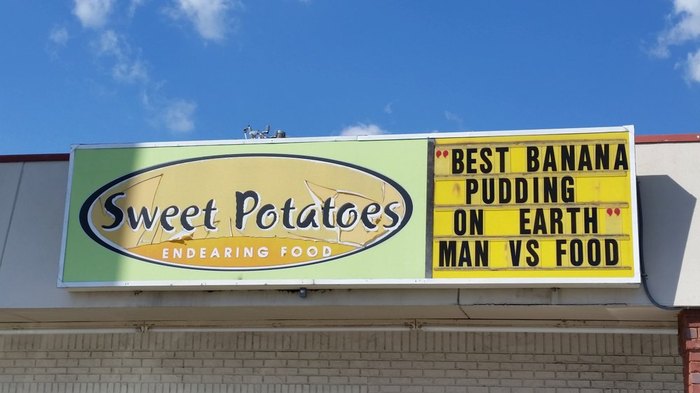 Sweet Potatoes
ENDEARING FOOD
"BEST BANANA
PUDDING
ON EARTH"
MAN VS FOOD